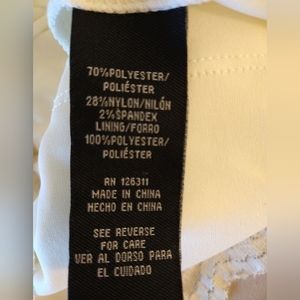 70%POLYESTER/
POLIÉSTER
28%NYLON/NILÓN
2%SPANDEX
LINING/FORRO
100%POLYESTER/
POLIÉSTER
RN 126311
MADE IN CHINA
HECHO EN CHINA
SEE REVERSE
FOR CARE
VER AL DORSO PARA
EL CUIDADO